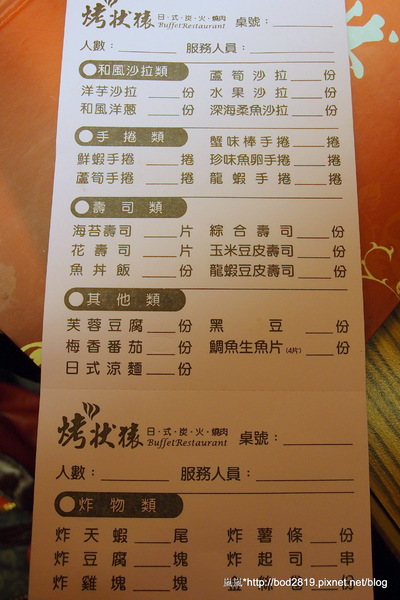 烤狀猿 日‧式‧炭‧火‧燒肉 BuffetRestaurant 桌號：
人數： 服務人員：
和風沙拉類 蘆筍沙拉 份
洋芋沙拉 份 水果沙拉 份
和風洋蔥 份 深海柔魚沙拉 份
手捲類 蟹味棒手捲 捲
鮮蝦手捲 捲 珍味魚卵手捲 捲
蘆筍手捲 捲 龍蝦手捲 捲
壽司類
海苔壽司 片 綜合壽司 份
花壽司 片 玉米豆皮壽司 份
魚丼飯 份 龍蝦豆皮壽司 份
其他類
芙蓉豆腐 份 黑豆 份
梅香番茄 份 鯛魚生魚片(4片) 份
日式涼麵 份
烤狀猿 日‧式‧炭‧火‧燒肉 BuffetRestaurant 桌號：
人數： 服務人員：
炸物類
炸天蝦 尾 炸薯條 份
炸豆腐 塊 炸起司 串
炸雞塊 塊
嵐嵐*http://bod2819.pixnet.net/blog